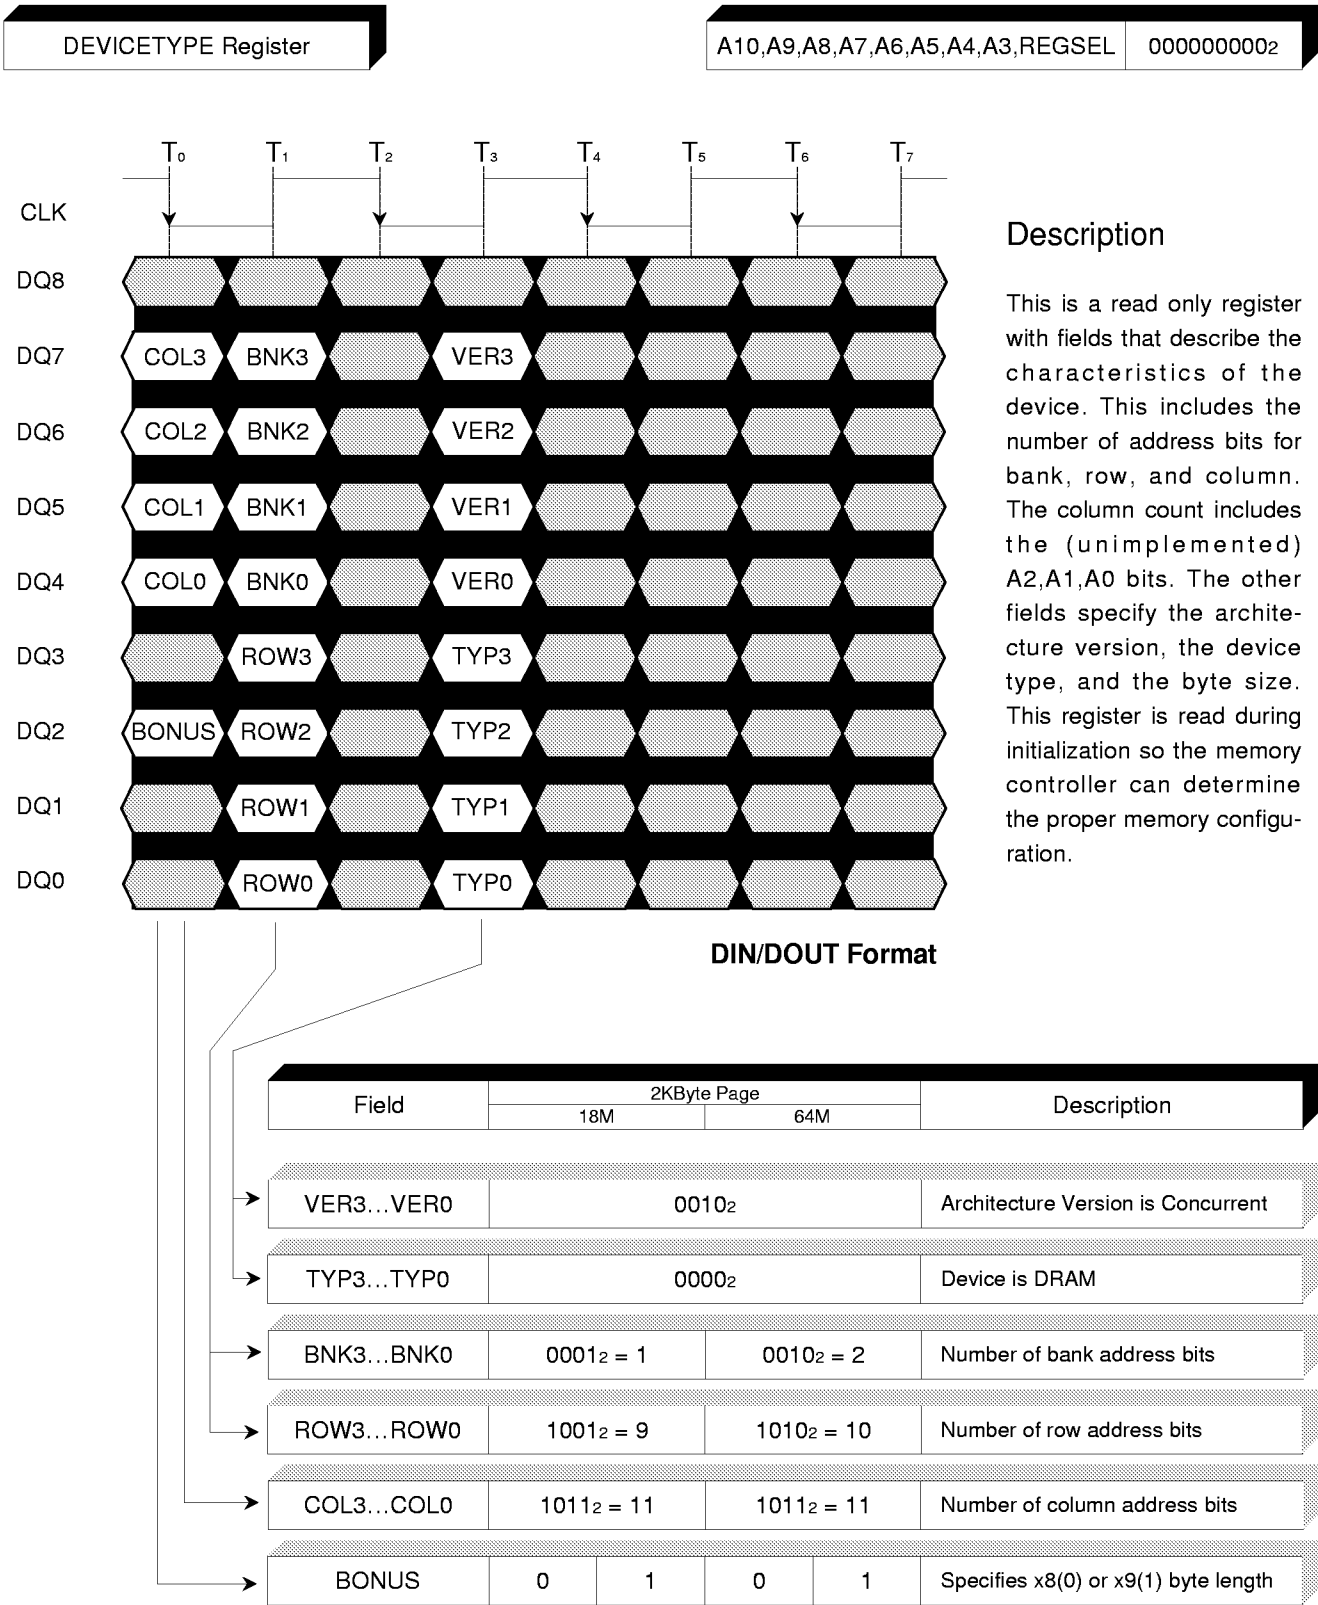 DEVICETYPE Register
A10,A9,A8,A7,A6,A5,A4,A3,REGSEL 000000000₂
T₀ T₁ T₂ T₃ T₄ T₅ T₆ T₇
CLK
DQ8
DQ7 COL3 BNK3 VER3
DQ6 COL2 BNK2 VER2
DQ5 COL1 BNK1 VER1
DQ4 COL0 BNK0 VER0
DQ3 ROW3 TYP3
DQ2 BONUS ROW2 TYP2
DQ1 ROW1 TYP1
DQ0 ROW0 TYP0
DIN/DOUT Format
Description
This is a read only register
with fields that describe the
characteristics of the
device. This includes the
number of address bits for
bank, row, and column.
The column count includes
the (unimplemented)
A2,A1,A0 bits. The other
fields specify the archite-
cture version, the device
type, and the byte size.
This register is read during
initialization so the memory
controller can determine
the proper memory configu-
ration.
Field 2KByte Page Description
18M 64M
VER3...VER0 0010₂ Architecture Version is Concurrent
TYP3...TYP0 0000₂ Device is DRAM
BNK3...BNK0 0001₂ = 1 0010₂ = 2 Number of bank address bits
ROW3...ROW0 1001₂ = 9 1010₂ = 10 Number of row address bits
COL3...COL0 1011₂ = 11 1011₂ = 11 Number of column address bits
BONUS 0 1 0 1 Specifies x8(0) or x9(1) byte length